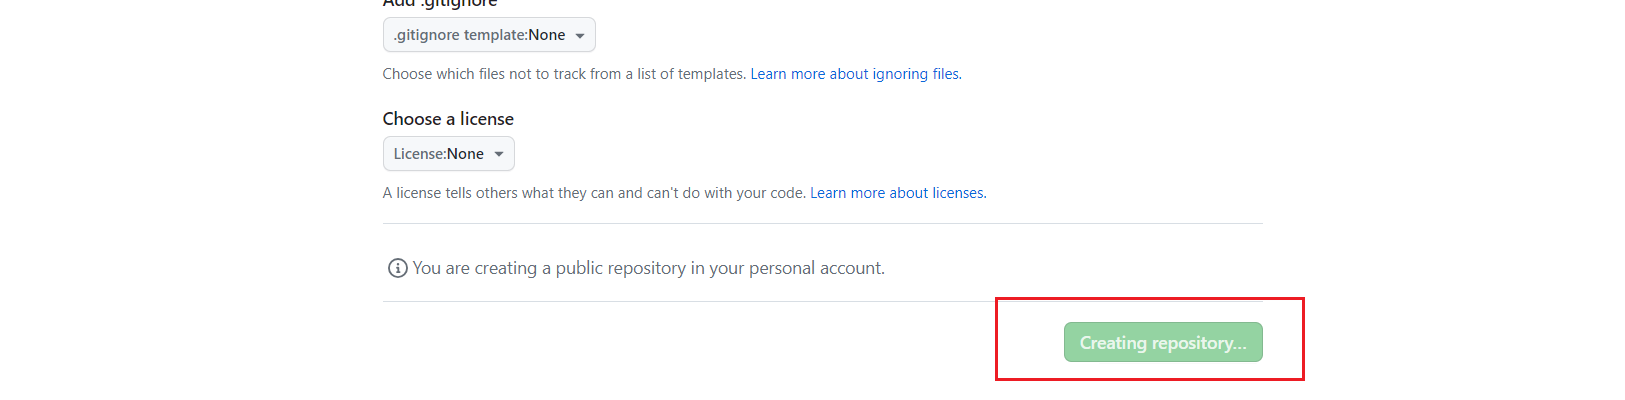 Add .gitignore
.gitignore template:None
Choose which files not to track from a list of templates. Learn more about ignoring files.
Choose a license
License:None
A license tells others what they can and can't do with your code. Learn more about licenses.
You are creating a public repository in your personal account.
Creating repository...